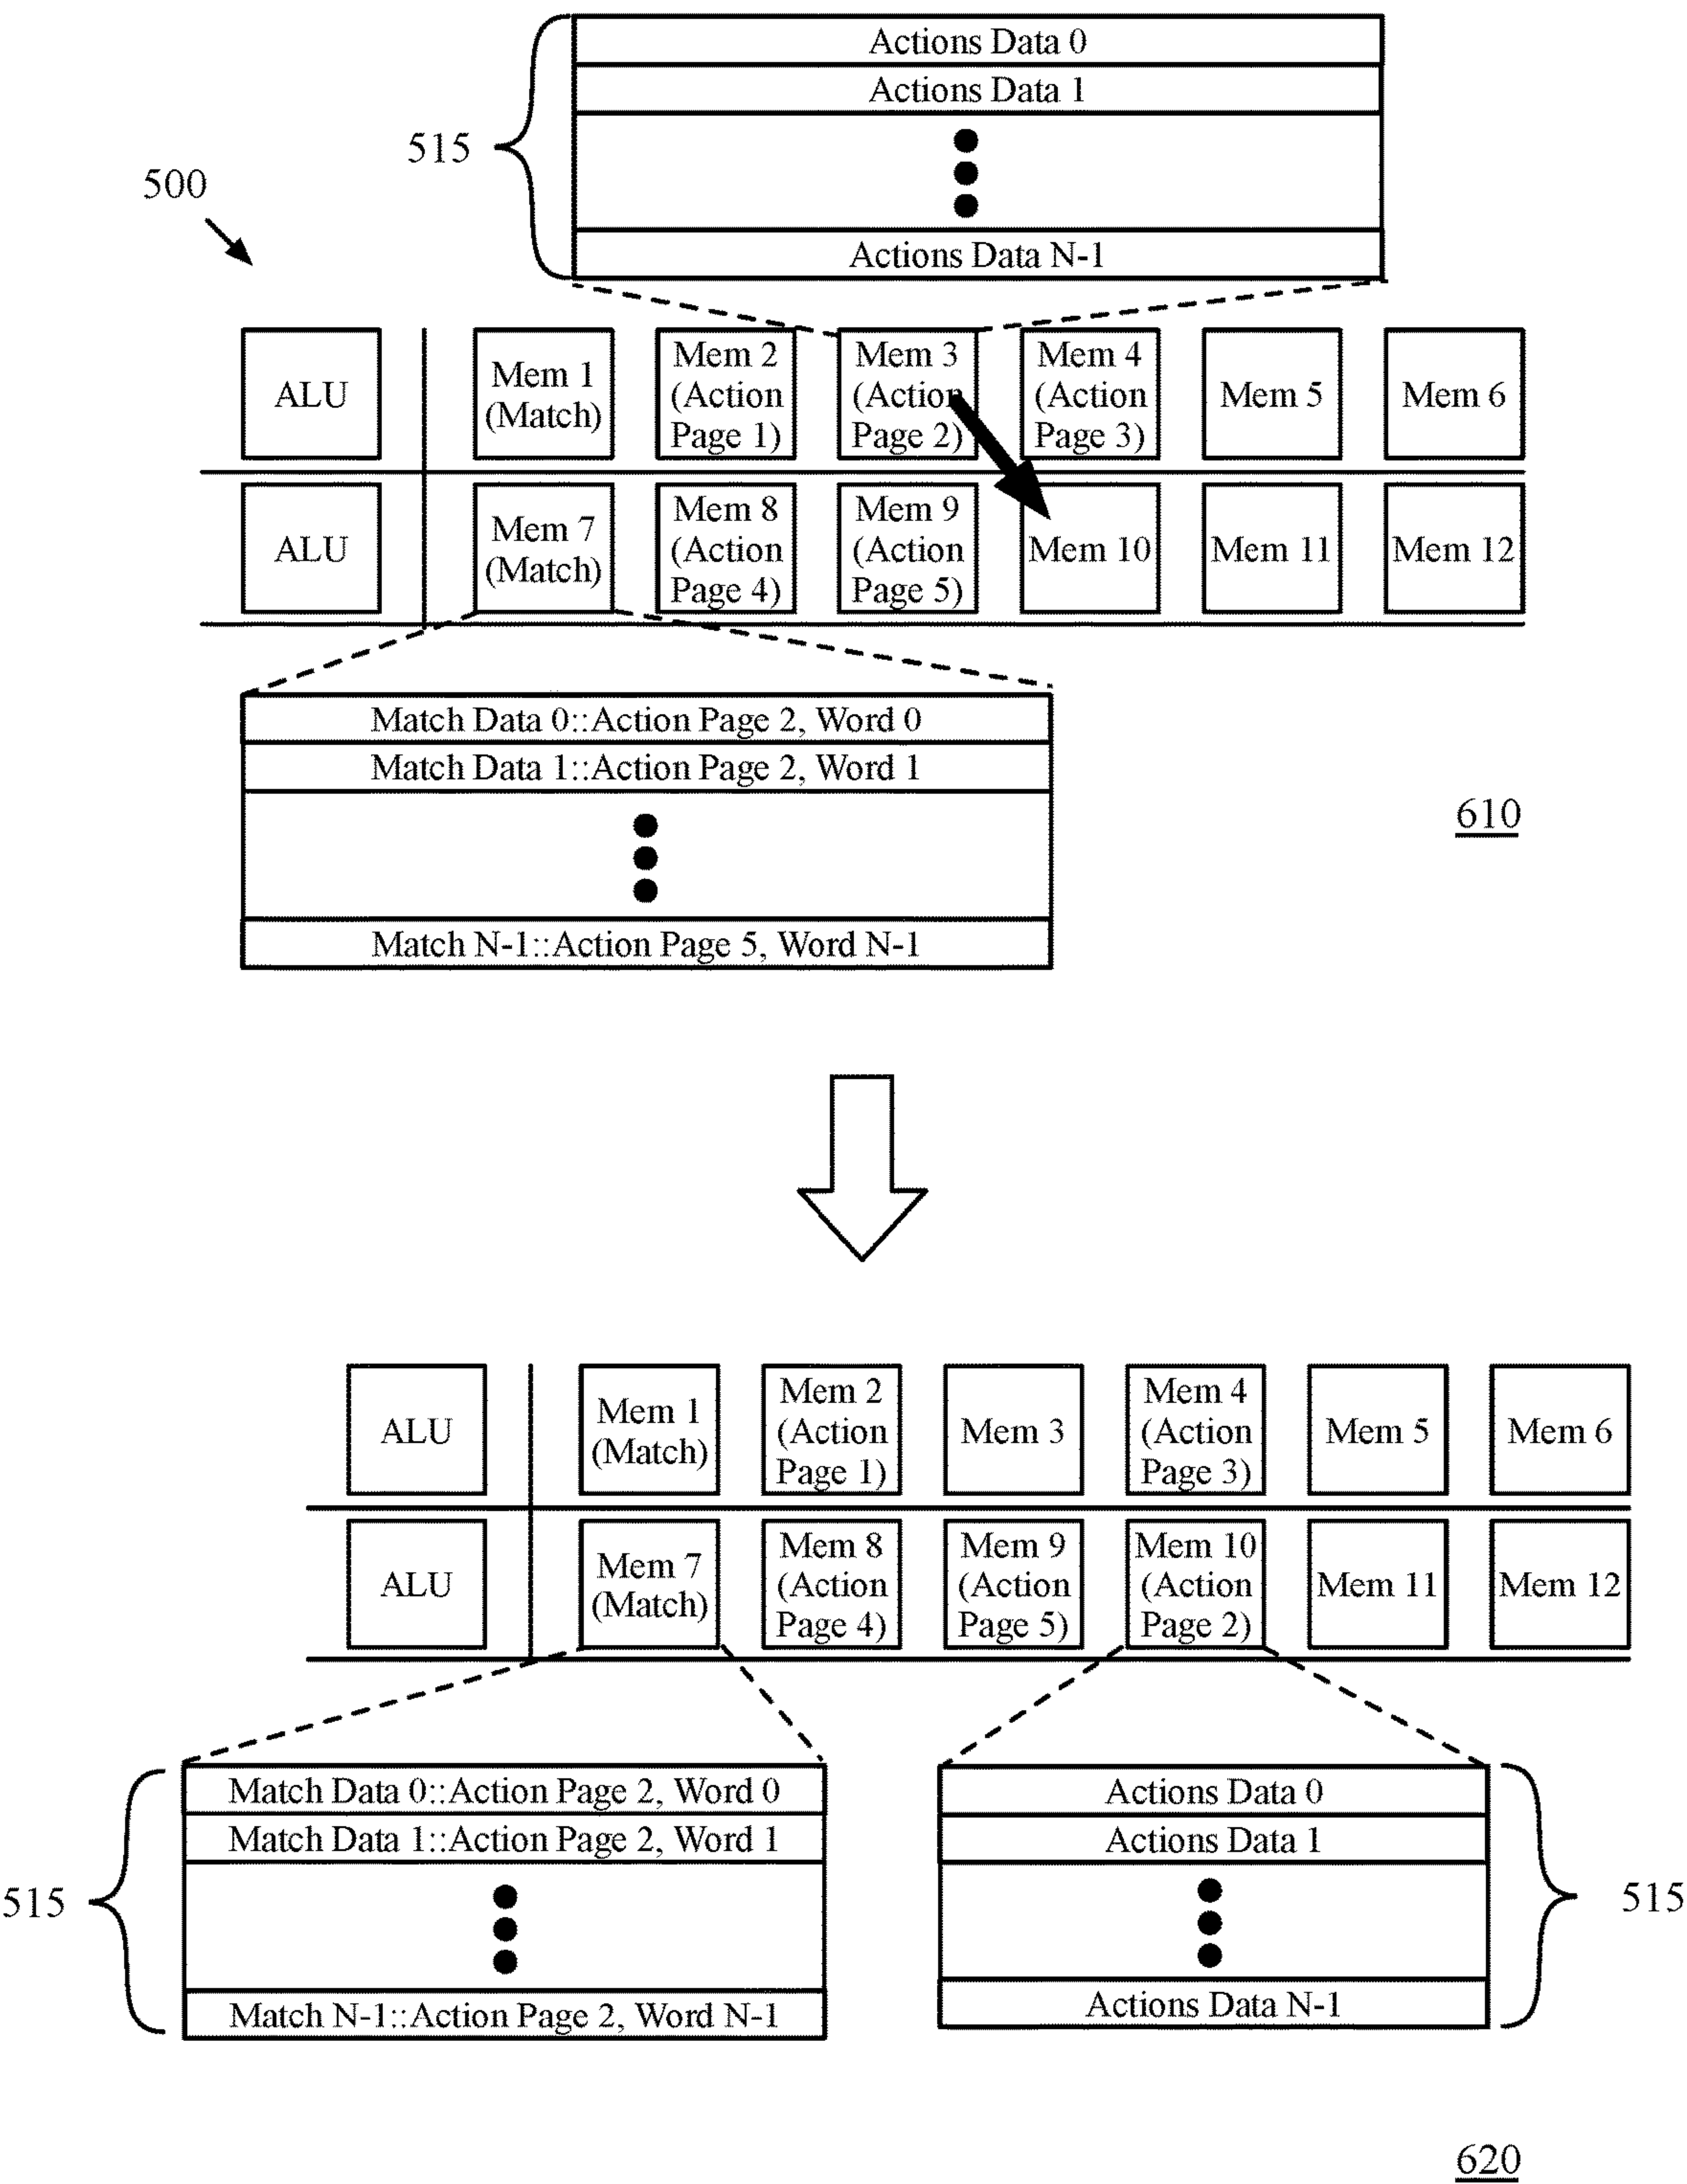 Actions Data 0
Actions Data 1
515
500
Actions Data N-1
ALU
Mem 1
(Match)
Mem 2
(Action
Page 1)
Mem 3
(Action
Page 2)
Mem 4
(Action
Page 3)
Mem 5
Mem 6
ALU
Mem 7
(Match)
Mem 8
(Action
Page 4)
Mem 9
(Action
Page 5)
Mem 10
Mem 11
Mem 12
Match Data 0::Action Page 2, Word 0
Match Data 1::Action Page 2, Word 1
610
Match N-1::Action Page 5, Word N-1
ALU
Mem 1
(Match)
Mem 2
(Action
Page 1)
Mem 3
Mem 4
(Action
Page 3)
Mem 5
Mem 6
ALU
Mem 7
(Match)
Mem 8
(Action
Page 4)
Mem 9
(Action
Page 5)
Mem 10
(Action
Page 2)
Mem 11
Mem 12
Match Data 0::Action Page 2, Word 0
Match Data 1::Action Page 2, Word 1
515
Match N-1::Action Page 2, Word N-1
Actions Data 0
Actions Data 1
515
Actions Data N-1
620